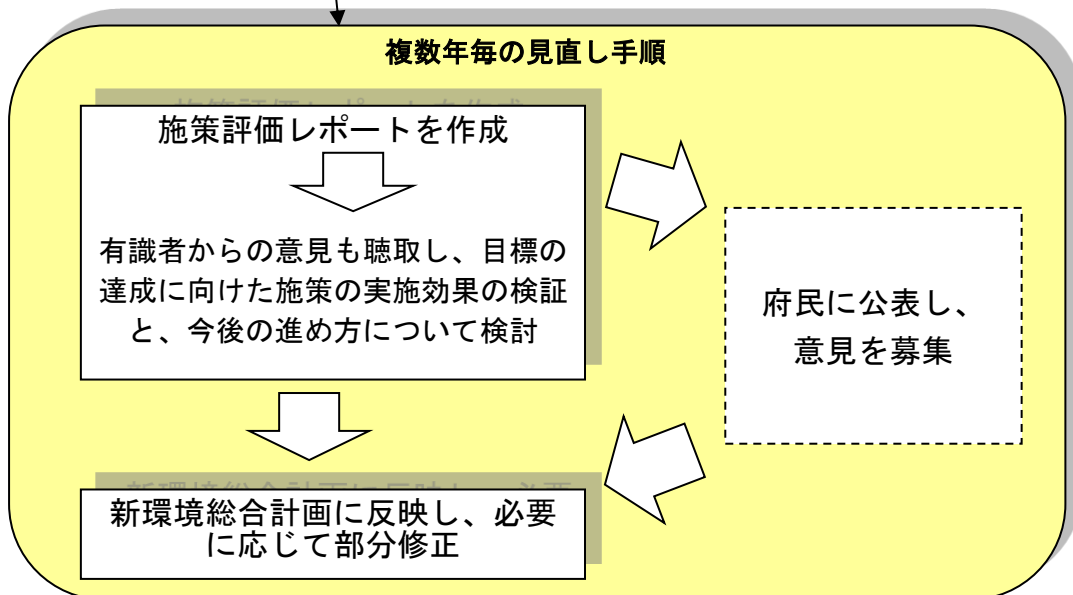 複数年毎の見直し手順
施策評価レポートを作成
有識者からの意見も聴取し、目標の
達成に向けた施策の実施効果の検証
と、今後の進め方について検討
府民に公表し、
意見を募集
新環境総合計画に反映し、必要
に応じて部分修正